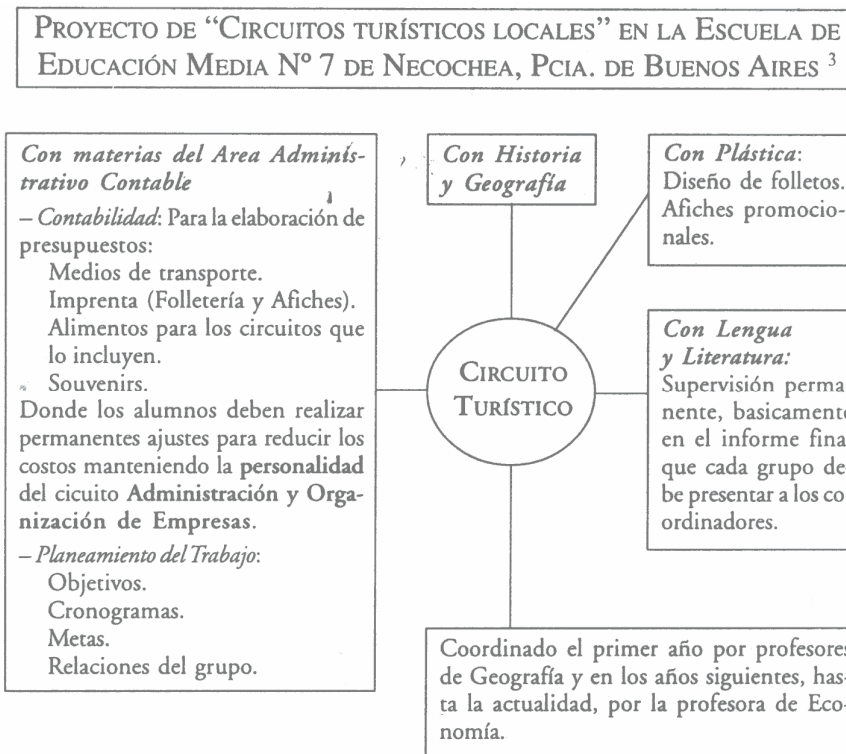 PROYECTO DE “CIRCUITOS TURÍSTICOS LOCALES” EN LA ESCUELA DE
EDUCACIÓN MEDIA Nº 7 DE NECOCHEA, PCIA. DE BUENOS AIRES 3
Con materias del Area Adminis-
trativo Contable
– Contabilidad: Para la elaboración de
presupuestos:
Medios de transporte.
Imprenta (Folletería y Afiches).
Alimentos para los circuitos que
lo incluyen.
Souvenirs.
Donde los alumnos deben realizar
permanentes ajustes para reducir los
costos manteniendo la personalidad
del cicuito Administración y Orga-
nización de Empresas.
– Planeamiento del Trabajo:
Objetivos.
Cronogramas.
Metas.
Relaciones del grupo.
Con Historia
y Geografía
Con Plástica:
Diseño de folletos.
Afiches promocio-
nales.
CIRCUITO
TURÍSTICO
Con Lengua
y Literatura:
Supervisión perma
nente, basicamente
en el informe fina
que cada grupo de
be presentar a los co
ordinadores.
Coordinado el primer año por profesores
de Geografía y en los años siguientes, has-
ta la actualidad, por la profesora de Eco-
nomía.